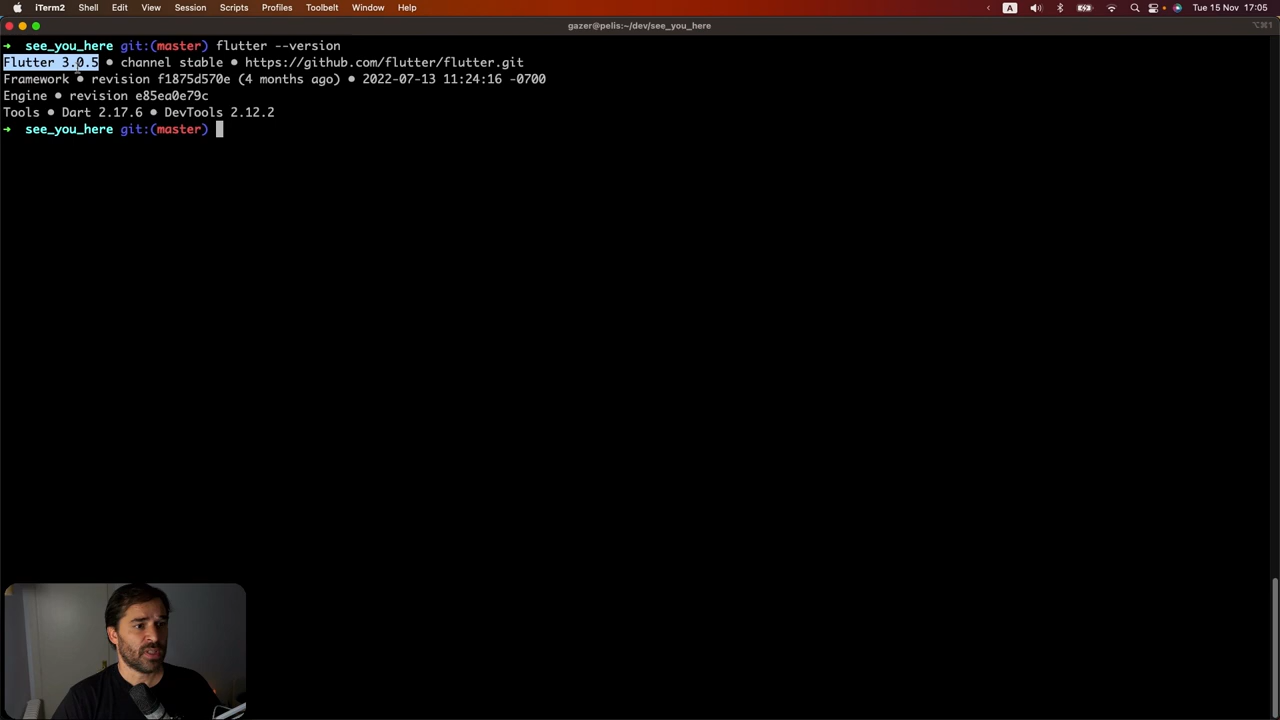 iTerm2 Shell Edit View Session Scripts Profiles Toolbelt Window Help A Tue 15 Nov 17:05
gazer@pelis:~/dev/see_you_here ⌥⌘1
➜ see_you_here git:(master) flutter --version
Flutter 3.0.5 • channel stable • https://github.com/flutter/flutter.git
Framework • revision f1875d570e (4 months ago) • 2022-07-13 11:24:16 -0700
Engine • revision e85ea0e79c
Tools • Dart 2.17.6 • DevTools 2.12.2
➜ see_you_here git:(master)